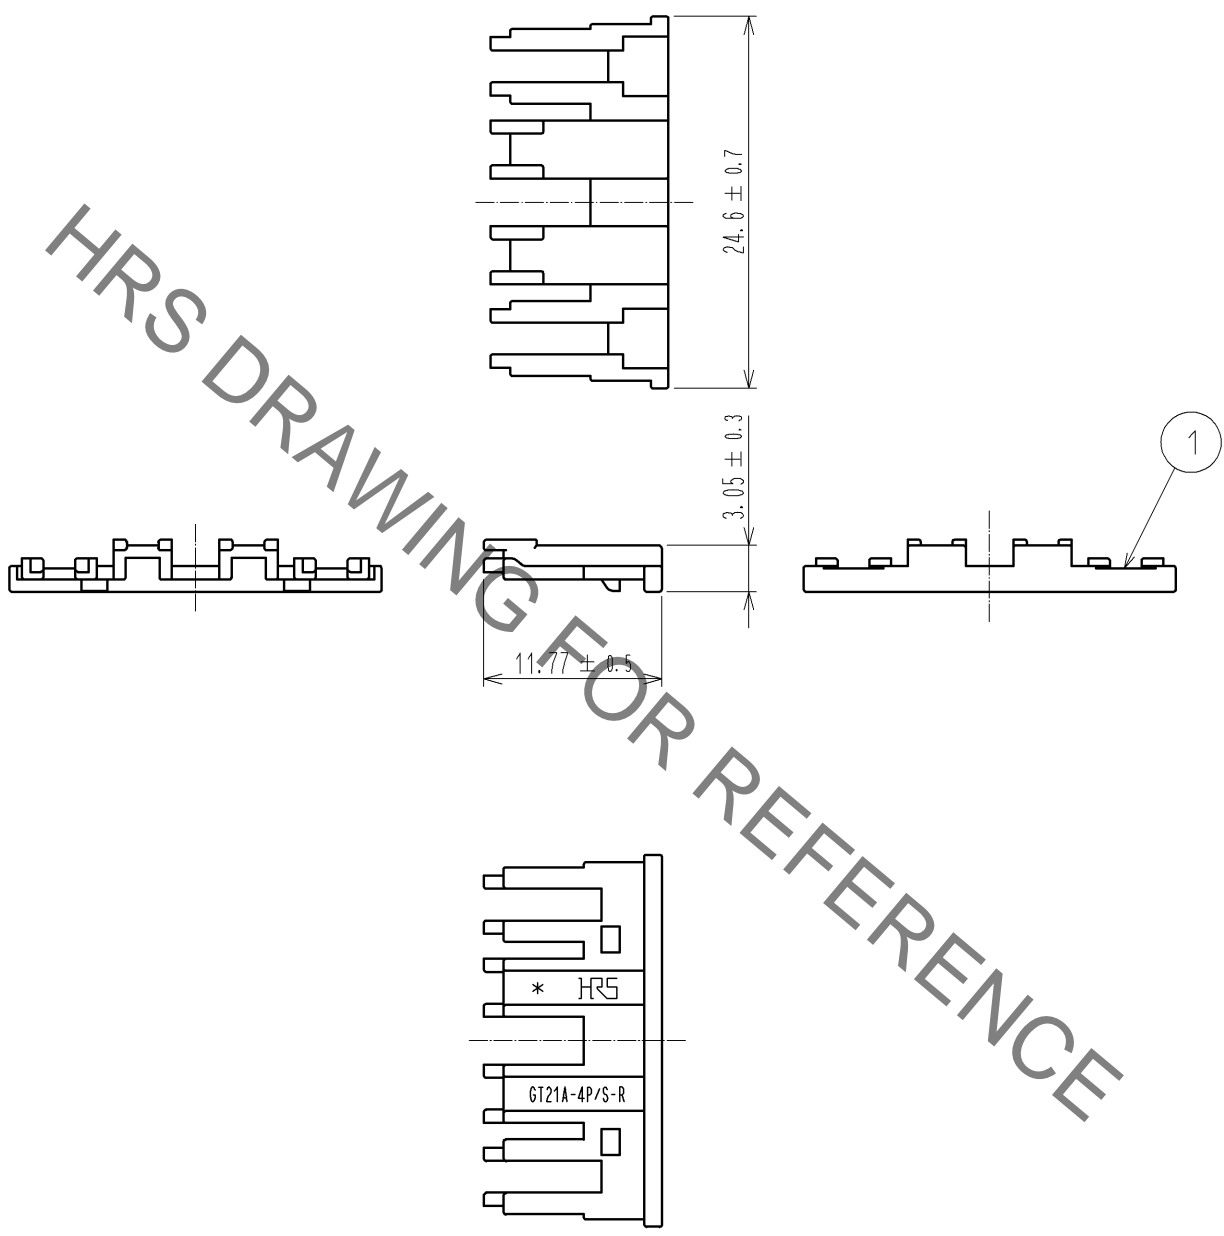 24.6 ± 0.7
3.05 ± 0.3
1
11.77 ± 0.5
HRS DRAWING FOR REFERENCE
* HRS
GT21A-4P/S-R